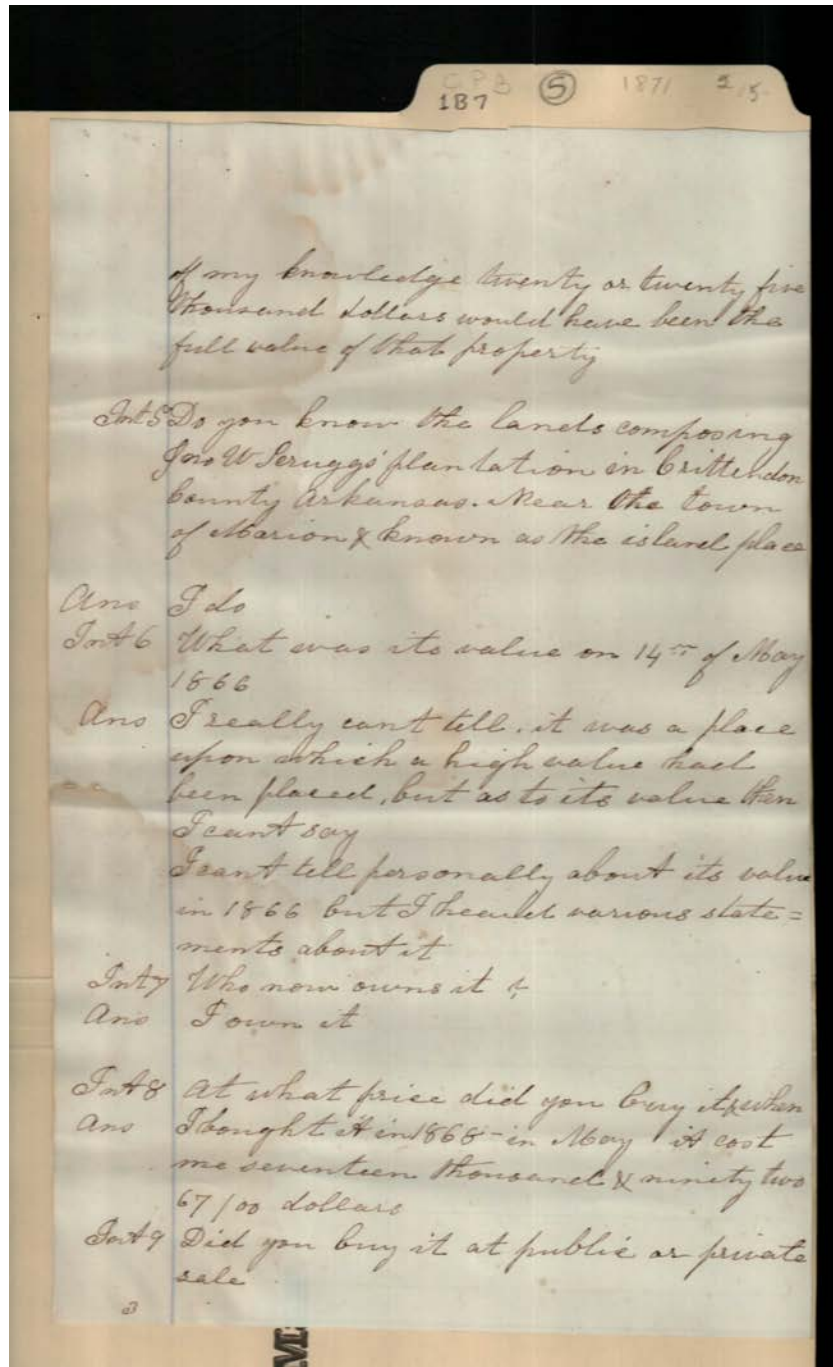 CPB ⑤ 1871
1B7
of my knowledge twenty or twenty five
thousand dollars would have been the
full value of that property
Int 5 Do you know the lands composing
Jno W Scruggs' plantation in Crittendon
County Arkansas. Near the town
of Marion & known as the island place
Ans I do
Int 6 What was its value on 14th of May
1866
Ans I really cant tell. it was a place
upon which a high value had
been placed, but as to its value then
I cant say
I cant tell personally about its value
in 1866 but I heard various state=
ments about it
Int 7 Who now owns it
Ans I own it
Int 8 At what price did you buy it & when
Ans I bought it in 1868 - in May it cost
me seventeen thousand & ninety two
67/00 dollars
Int 9 Did you buy it at public or private
sale
3